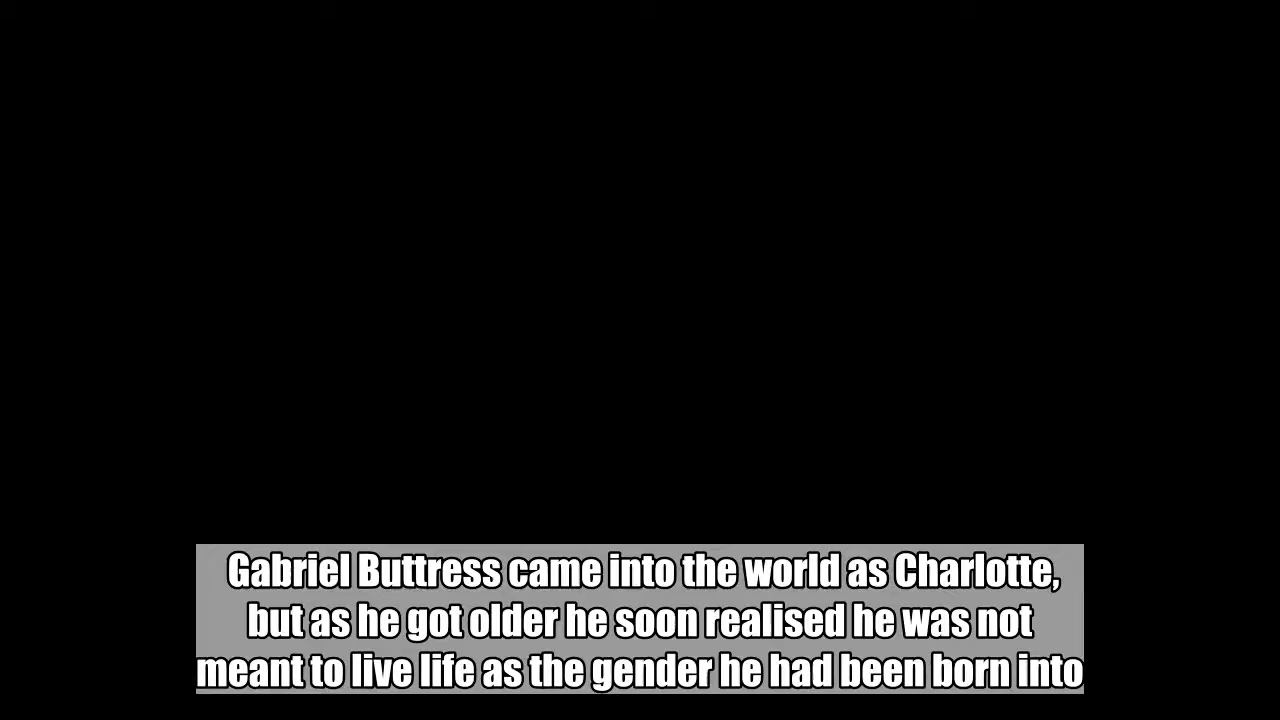 Gabriel Buttress came into the world as Charlotte,
but as he got older he soon realised he was not
meant to live life as the gender he had been born into